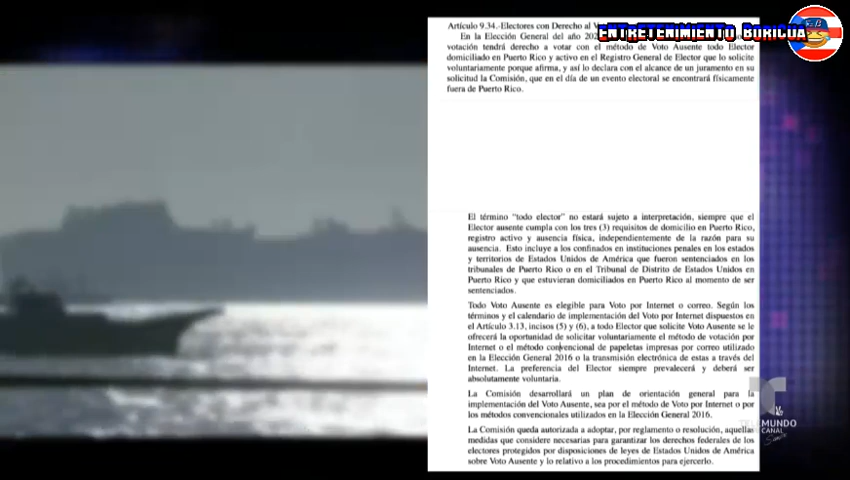 Artículo 9.34.-Electores con Derecho al V
ENTRETENIMIENTO BORICUA
En la Elección General del año 202
votación tendrá derecho a votar con el método de Voto Ausente todo Elector
domiciliado en Puerto Rico y activo en el Registro General de Elector que lo solicite
voluntariamente porque afirma, y así lo declara con el alcance de un juramento en su
solicitud la Comisión, que en el día de un evento electoral se encontrará físicamente
fuera de Puerto Rico.
El término "todo elector" no estará sujeto a interpretación, siempre que el
Elector ausente cumpla con los tres (3) requisitos de domicilio en Puerto Rico,
registro activo y ausencia física, independientemente de la razón para su
ausencia. Esto incluye a los confinados en instituciones penales en los estados
y territorios de Estados Unidos de América que fueron sentenciados en los
tribunales de Puerto Rico o en el Tribunal de Distrito de Estados Unidos en
Puerto Rico y que estuvieran domiciliados en Puerto Rico al momento de ser
sentenciados.
Todo Voto Ausente es elegible para Voto por Internet o correo. Según los
términos y el calendario de implementación del Voto por Internet dispuestos en
el Artículo 3.13, incisos (5) y (6), a todo Elector que solicite Voto Ausente se le
ofrecerá la oportunidad de solicitar voluntariamente el método de votación por
Internet o el método convencional de papeletas impresas por correo utilizado
en la Elección General 2016 o la transmisión electrónica de estas a través del
Internet. La preferencia del Elector siempre prevalecerá y deberá ser
absolutamente voluntaria.
La Comisión desarrollará un plan de orientación general para la
implementación del Voto Ausente, sea por el método de Voto por Internet o por
los métodos convencionales utilizados en la Elección General 2016.
La Comisión queda autorizada a adoptar, por reglamento o resolución, aquellas
medidas que considere necesarias para garantizar los derechos federales de los
electores protegidos por disposiciones de leyes de Estados Unidos de América
sobre Voto Ausente y lo relativo a los procedimientos para ejercerlo.
TELEMUNDO
CANAL